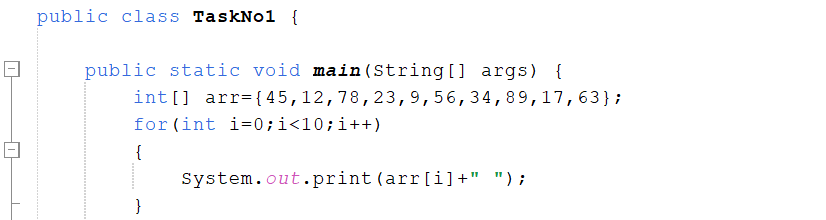 public class TaskNo1 {
public static void main(String[] args) {
int[] arr={45,12,78,23,9,56,34,89,17,63};
for(int i=0;i<10;i++)
{
System.out.print(arr[i]+" ");
}